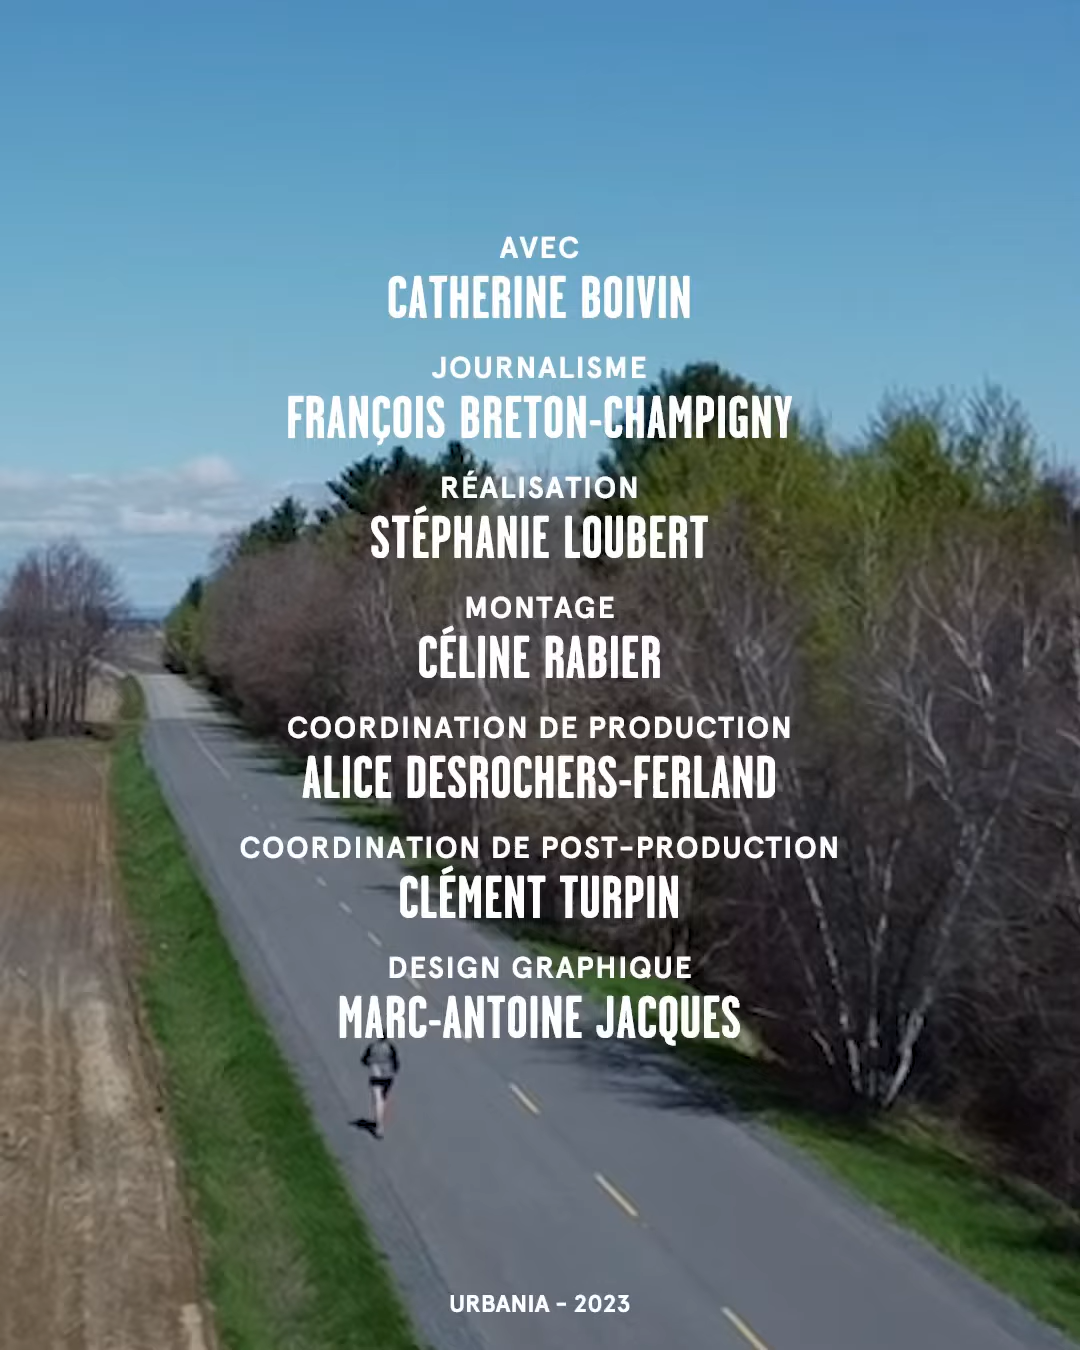 AVEC
CATHERINE BOIVIN
JOURNALISME
FRANÇOIS BRETON-CHAMPIGNY
RÉALISATION
STÉPHANIE LOUBERT
MONTAGE
CÉLINE RABIER
COORDINATION DE PRODUCTION
ALICE DESROCHERS-FERLAND
COORDINATION DE POST-PRODUCTION
CLÉMENT TURPIN
DESIGN GRAPHIQUE
MARC-ANTOINE JACQUES
URBANIA - 2023